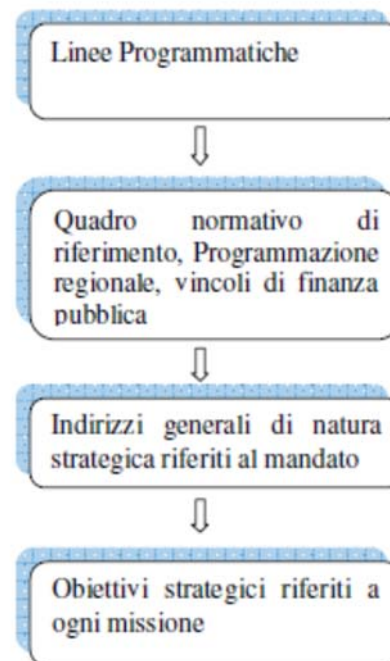 Linee Programmatiche
Quadro normativo di
riferimento, Programmazione
regionale, vincoli di finanza
pubblica
Indirizzi generali di natura
strategica riferiti al mandato
Obiettivi strategici riferiti a
ogni missione